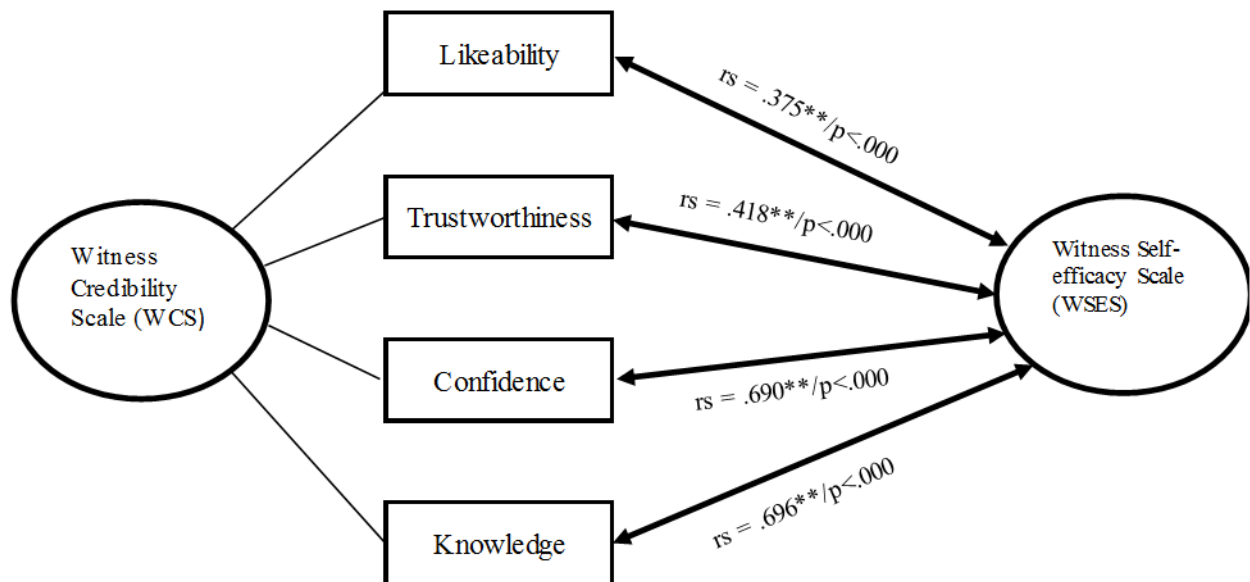 Likeability
rs = .375**/p<.000
Trustworthiness
rs = .418**/p<.000
Witness
Credibility
Scale (WCS)
Witness Self-
efficacy Scale
(WSES)
Confidence
rs = .690**/p<.000
Knowledge
rs = .696**/p<.000